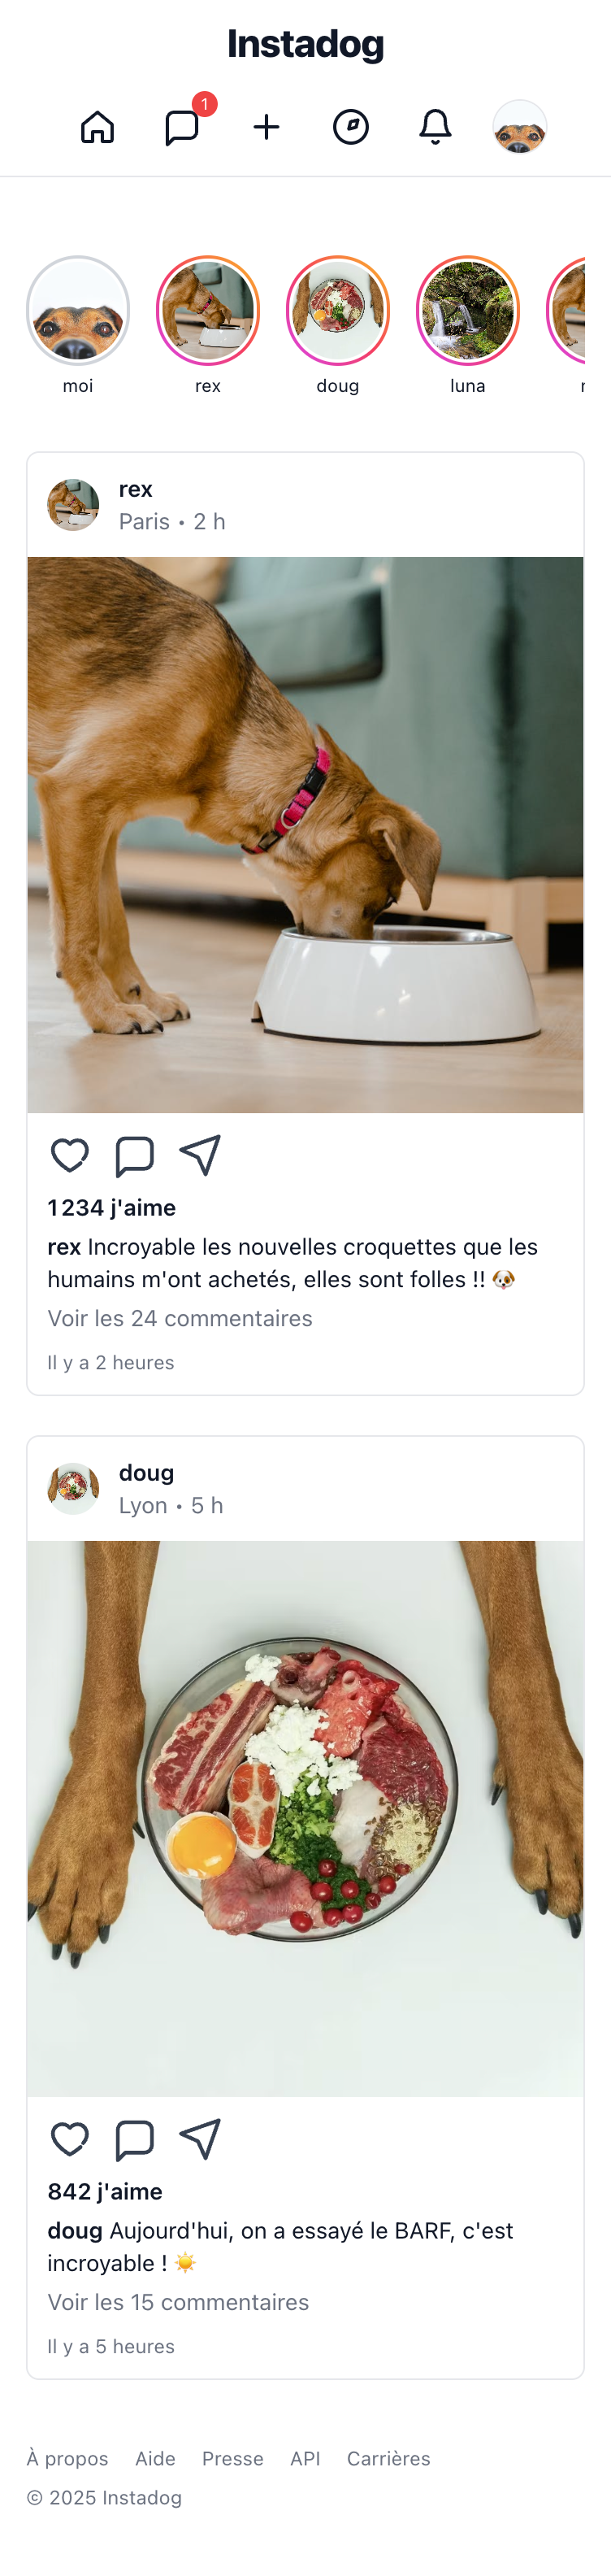 Instadog
1
moi
rex
doug
luna
rex
Paris • 2 h
1 234 j'aime
rex Incroyable les nouvelles croquettes que les
humains m'ont achetés, elles sont folles !! 🐶
Voir les 24 commentaires
Il y a 2 heures
doug
Lyon • 5 h
842 j'aime
doug Aujourd'hui, on a essayé le BARF, c'est
incroyable ! ☀️
Voir les 15 commentaires
Il y a 5 heures
À propos Aide Presse API Carrières
© 2025 Instadog